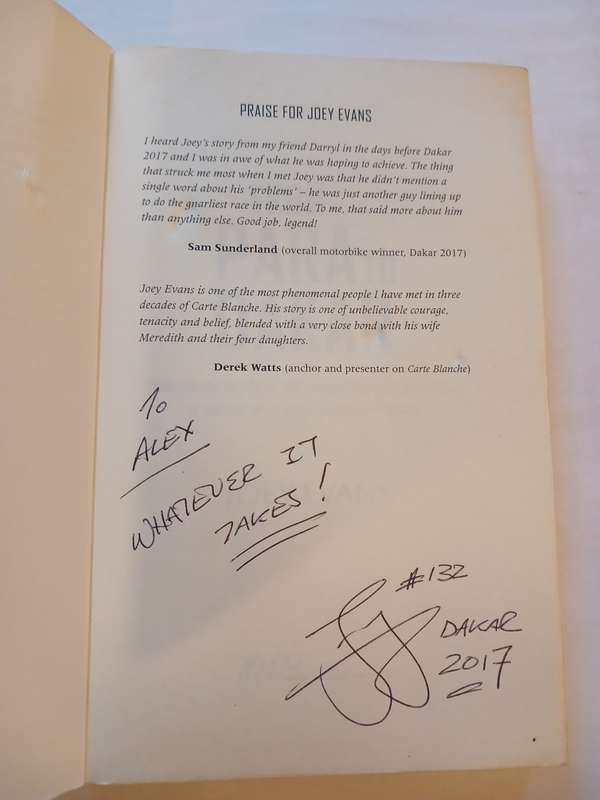 PRAISE FOR JOEY EVANS
I heard Joey's story from my friend Darryl in the days before Dakar
2017 and I was in awe of what he was hoping to achieve. The thing
that struck me most when I met Joey was that he didn't mention a
single word about his ‘problems’ – he was just another guy lining up
to do the gnarliest race in the world. To me, that said more about him
than anything else. Good job, legend!
Sam Sunderland (overall motorbike winner, Dakar 2017)
Joey Evans is one of the most phenomenal people I have met in three
decades of Carte Blanche. His story is one of unbelievable courage,
tenacity and belief, blended with a very close bond with his wife
Meredith and their four daughters.
Derek Watts (anchor and presenter on Carte Blanche)
To
ALEX
WHATEVER IT
TAKES!
#132
DAKAR
2017